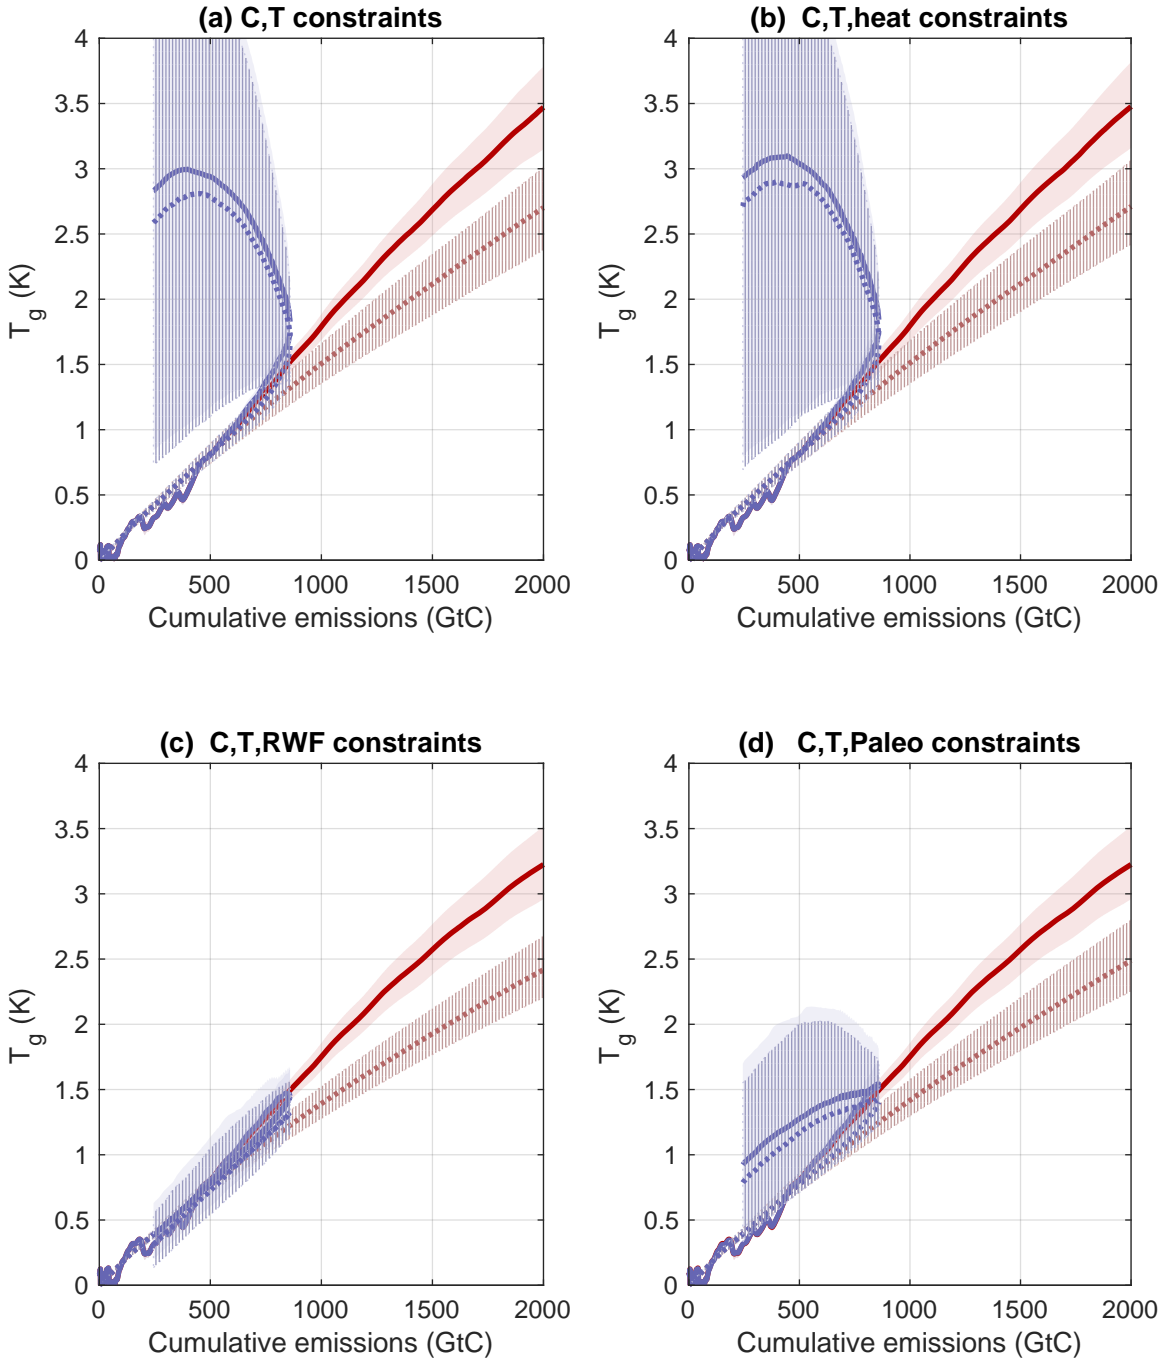 (a) C,T constraints
4
3.5
3
2.5
2
1.5
1
0.5
0
T_g (K)
0 500 1000 1500 2000
Cumulative emissions (GtC)
(b) C,T,heat constraints
4
3.5
3
2.5
2
1.5
1
0.5
0
T_g (K)
0 500 1000 1500 2000
Cumulative emissions (GtC)
(c) C,T,RWF constraints
4
3.5
3
2.5
2
1.5
1
0.5
0
T_g (K)
0 500 1000 1500 2000
Cumulative emissions (GtC)
(d) C,T,Paleo constraints
4
3.5
3
2.5
2
1.5
1
0.5
0
T_g (K)
0 500 1000 1500 2000
Cumulative emissions (GtC)